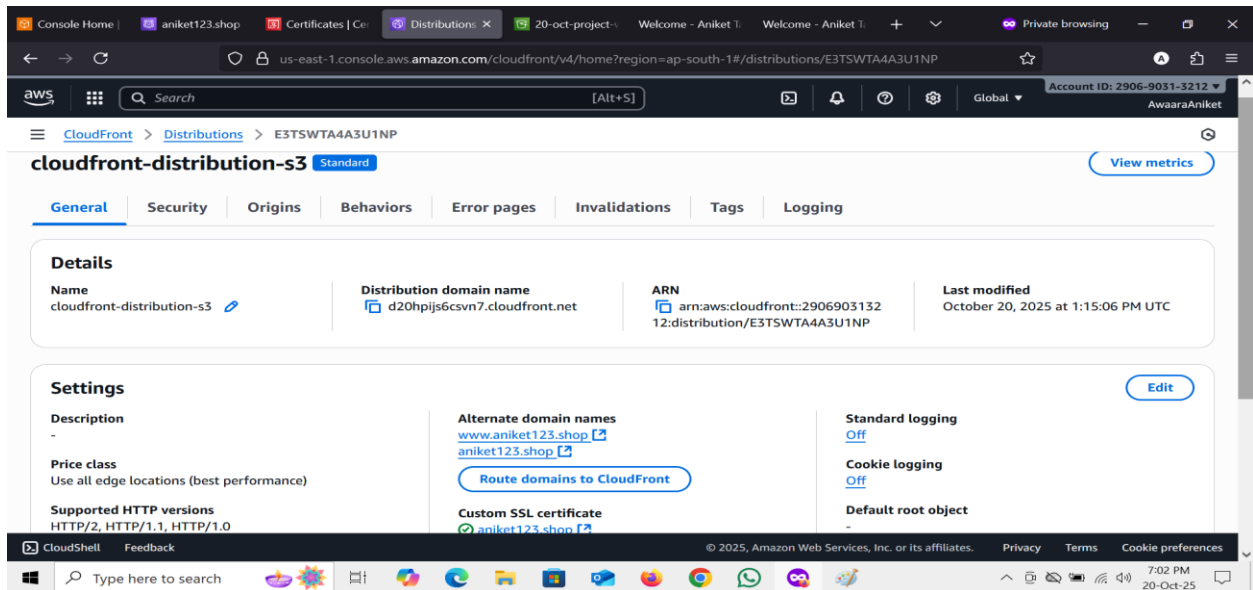 Console Home
aniket123.shop
Certificates | Cer
Distributions
20-oct-project-v
Welcome - Aniket Ta
Welcome - Aniket Ta
Private browsing
us-east-1.console.aws.amazon.com/cloudfront/v4/home?region=ap-south-1#/distributions/E3TSWTA4A3U1NP
A
aws
Search
[Alt+S]
Global
Account ID: 2906-9031-3212
AwaaraAniket
CloudFront > Distributions > E3TSWTA4A3U1NP
cloudfront-distribution-s3 Standard
View metrics
General Security Origins Behaviors Error pages Invalidations Tags Logging
Details
Name
cloudfront-distribution-s3
Distribution domain name
d20hpijs6csvn7.cloudfront.net
ARN
arn:aws:cloudfront::2906903132
12:distribution/E3TSWTA4A3U1NP
Last modified
October 20, 2025 at 1:15:06 PM UTC
Settings
Edit
Description
-
Price class
Use all edge locations (best performance)
Supported HTTP versions
HTTP/2, HTTP/1.1, HTTP/1.0
Alternate domain names
www.aniket123.shop
aniket123.shop
Route domains to CloudFront
Custom SSL certificate
aniket123.shop
Standard logging
Off
Cookie logging
Off
Default root object
-
CloudShell Feedback
© 2025, Amazon Web Services, Inc. or its affiliates. Privacy Terms Cookie preferences
Type here to search
7:02 PM
20-Oct-25